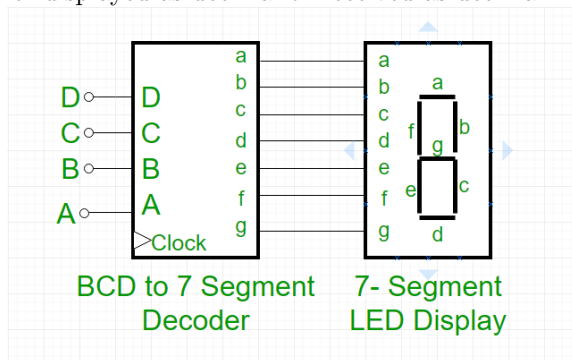 a a
b b a
D D
c c
C C f b
d d g
B B e e
e c
A A f f
g g d
Clock
BCD to 7 Segment 7- Segment
Decoder LED Display